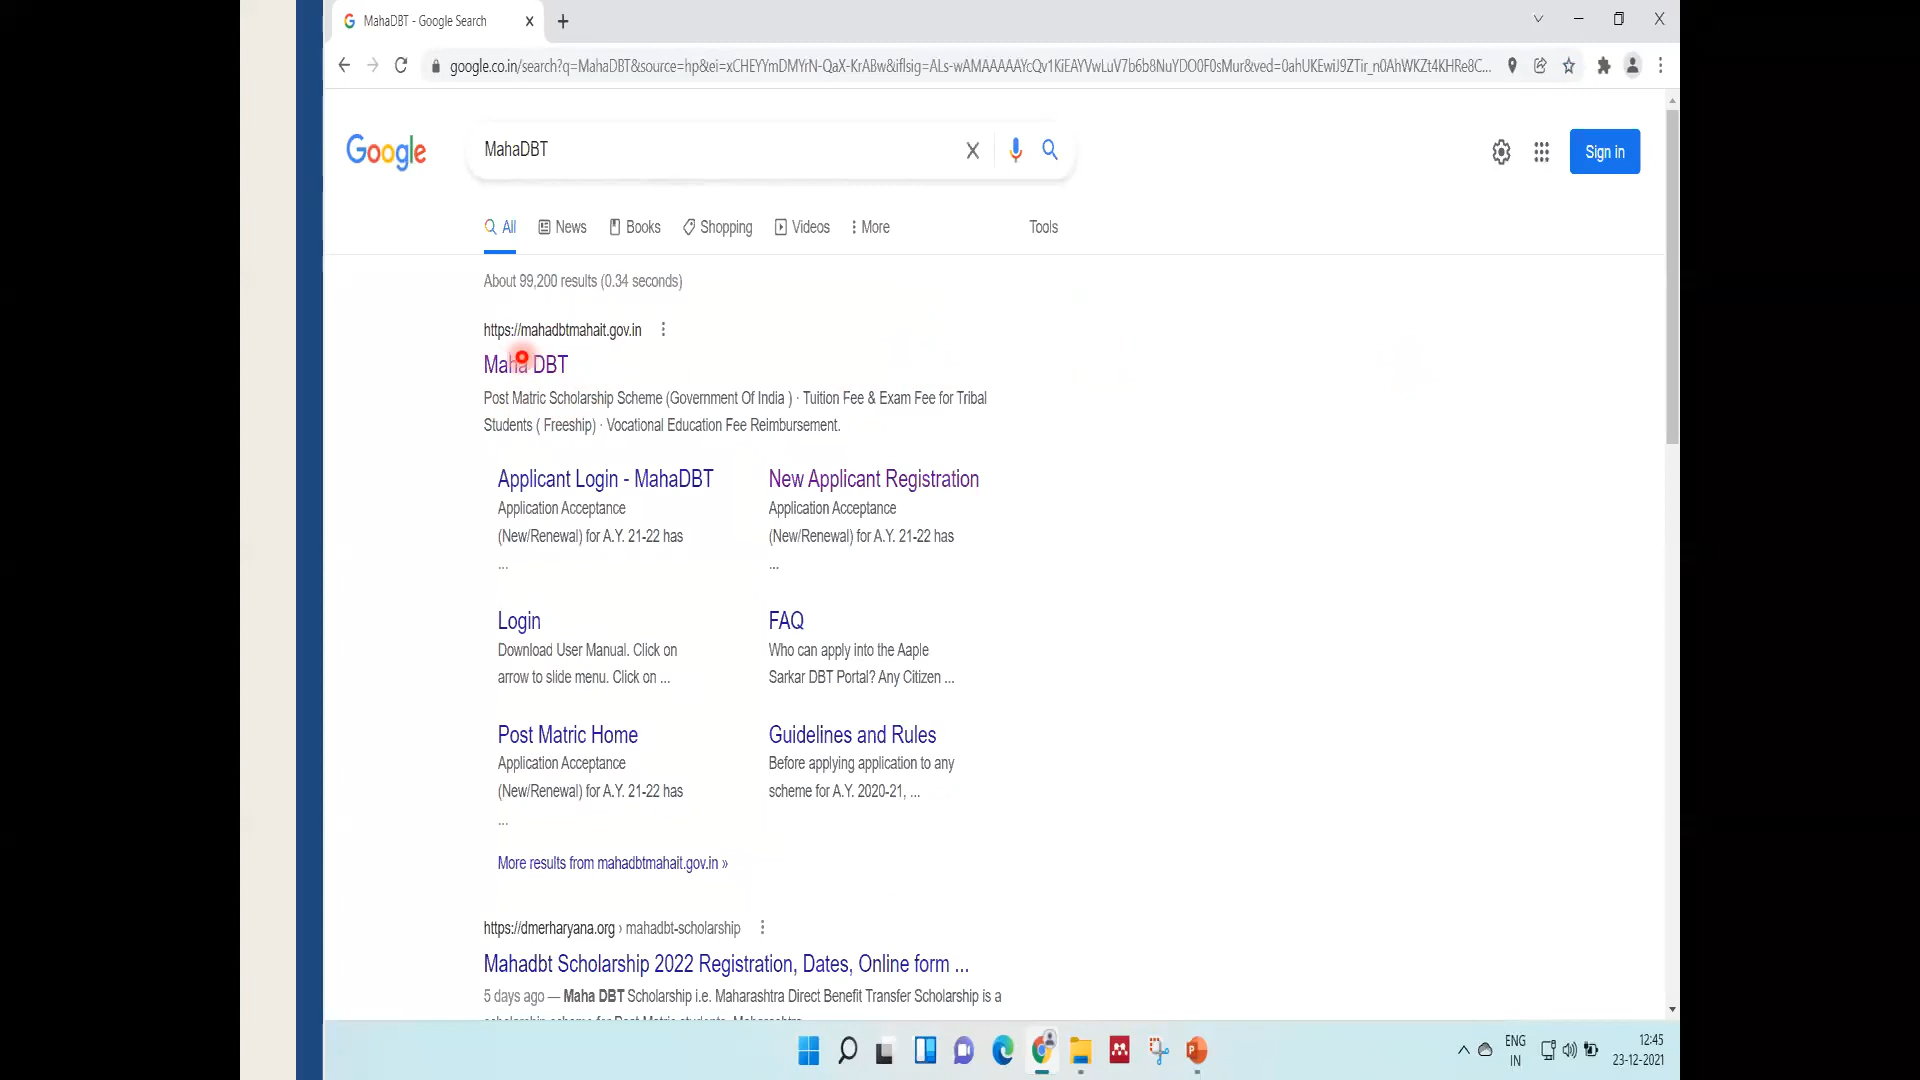 MahaDBT - Google Search
google.co.in/search?q=MahaDBT&source=hp&ei=xCHEYYmDMYrN-QaX-KrABw&iflsig=ALs-wAMAAAAAYcQv1KiEAYVwLuV7b6b8NuYDO0F0sMur&ved=0ahUKEwiJ9ZTir_n0AhWKZt4KHRe8C...
Google
MahaDBT
Sign in
All News Books Shopping Videos More Tools
About 99,200 results (0.34 seconds)
https://mahadbtmahait.gov.in
Maha DBT
Post Matric Scholarship Scheme (Government Of India ) · Tuition Fee & Exam Fee for Tribal
Students ( Freeship) · Vocational Education Fee Reimbursement.
Applicant Login - MahaDBT
Application Acceptance
(New/Renewal) for A.Y. 21-22 has
...
New Applicant Registration
Application Acceptance
(New/Renewal) for A.Y. 21-22 has
...
Login
Download User Manual. Click on
arrow to slide menu. Click on ...
FAQ
Who can apply into the Aaple
Sarkar DBT Portal? Any Citizen ...
Post Matric Home
Application Acceptance
(New/Renewal) for A.Y. 21-22 has
...
Guidelines and Rules
Before applying application to any
scheme for A.Y. 2020-21, ...
More results from mahadbtmahait.gov.in »
https://dmerharyana.org › mahadbt-scholarship
Mahadbt Scholarship 2022 Registration, Dates, Online form ...
5 days ago — Maha DBT Scholarship i.e. Maharashtra Direct Benefit Transfer Scholarship is a
ENG
IN
12:45
23-12-2021